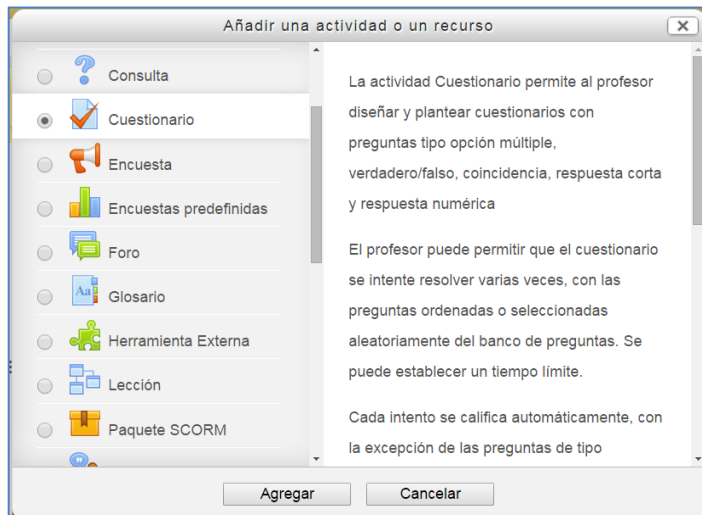 Añadir una actividad o un recurso
Consulta
Cuestionario
Encuesta
Encuestas predefinidas
Foro
Glosario
Herramienta Externa
Lección
Paquete SCORM
La actividad Cuestionario permite al profesor
diseñar y plantear cuestionarios con
preguntas tipo opción múltiple,
verdadero/falso, coincidencia, respuesta corta
y respuesta numérica
El profesor puede permitir que el cuestionario
se intente resolver varias veces, con las
preguntas ordenadas o seleccionadas
aleatoriamente del banco de preguntas. Se
puede establecer un tiempo límite.
Cada intento se califica automáticamente, con
la excepción de las preguntas de tipo
Agregar
Cancelar